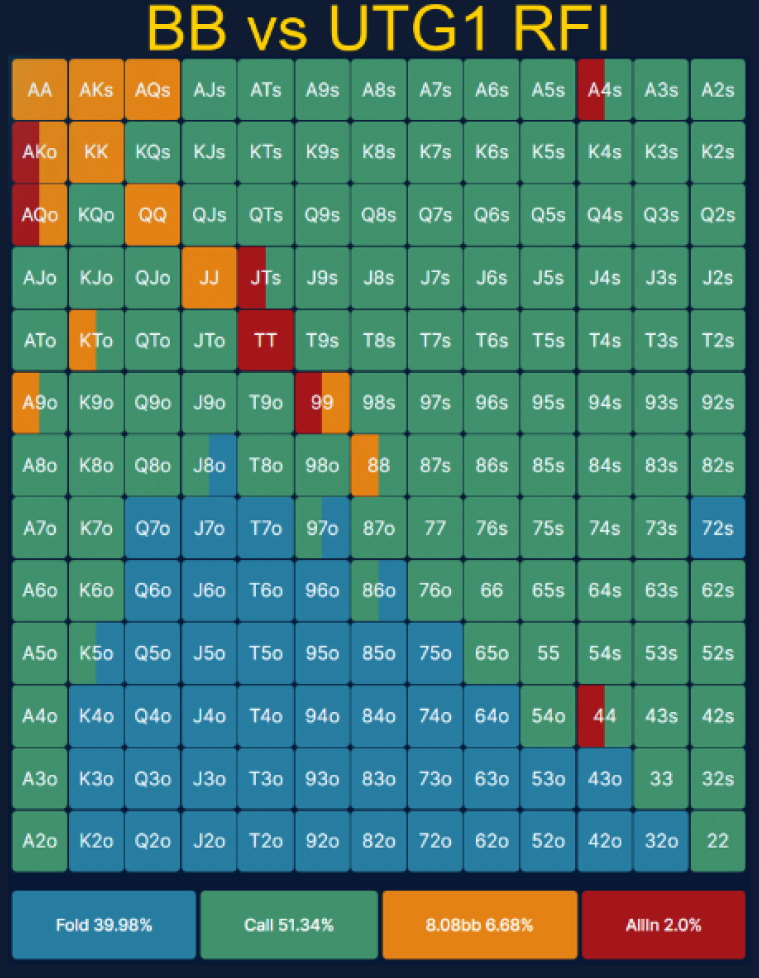 BB vs UTG1 RFI
AA AKs AQs AJs ATs A9s A8s A7s A6s A5s A4s A3s A2s
AKo KK KQs KJs KTs K9s K8s K7s K6s K5s K4s K3s K2s
AQo KQo QQ QJs QTs Q9s Q8s Q7s Q6s Q5s Q4s Q3s Q2s
AJo KJo QJo JJ JTs J9s J8s J7s J6s J5s J4s J3s J2s
ATo KTo QTo JTo TT T9s T8s T7s T6s T5s T4s T3s T2s
A9o K9o Q9o J9o T9o 99 98s 97s 96s 95s 94s 93s 92s
A8o K8o Q8o J8o T8o 98o 88 87s 86s 85s 84s 83s 82s
A7o K7o Q7o J7o T7o 97o 87o 77 76s 75s 74s 73s 72s
A6o K6o Q6o J6o T6o 96o 86o 76o 66 65s 64s 63s 62s
A5o K5o Q5o J5o T5o 95o 85o 75o 65o 55 54s 53s 52s
A4o K4o Q4o J4o T4o 94o 84o 74o 64o 54o 44 43s 42s
A3o K3o Q3o J3o T3o 93o 83o 73o 63o 53o 43o 33 32s
A2o K2o Q2o J2o T2o 92o 82o 72o 62o 52o 42o 32o 22
Fold 39.98% Call 51.34% 8.08bb 6.68% AllIn 2.0%